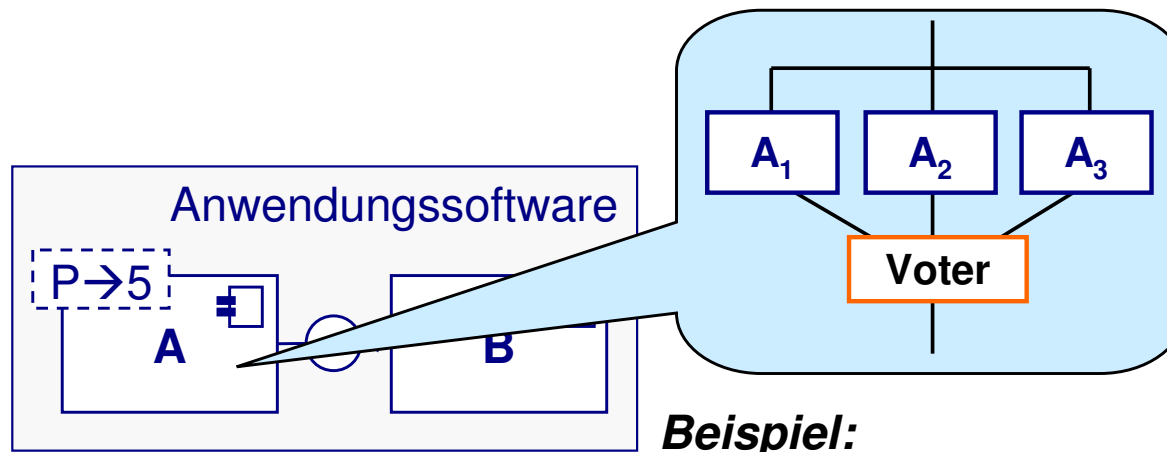 Anwendungssoftware
P→5
A
B
A₁ A₂ A₃
Voter
Beispiel: